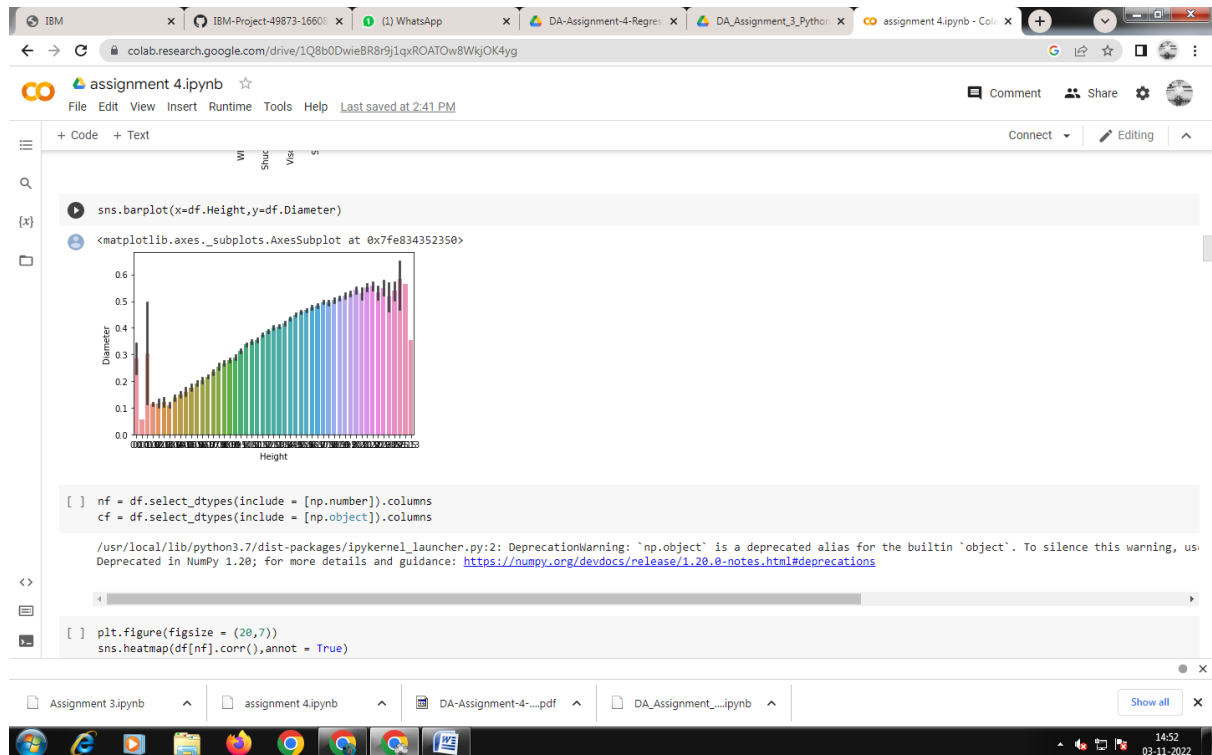 IBM
IBM-Project-49873-16608
(1) WhatsApp
DA-Assignment-4-Regres
DA_Assignment_3_Python
assignment 4.ipynb - Cola
colab.research.google.com/drive/1Q8b0DwieBR8r9j1qxROATOw8WkjOK4yg
assignment 4.ipynb
File Edit View Insert Runtime Tools Help Last saved at 2:41 PM
Comment
Share
+ Code + Text
Connect
Editing
{x}
sns.barplot(x=df.Height,y=df.Diameter)
<matplotlib.axes._subplots.AxesSubplot at 0x7fe834352350>
0.6
0.5
0.4
0.3
0.2
0.1
0.0
Diameter
Height
[ ] nf = df.select_dtypes(include = [np.number]).columns
cf = df.select_dtypes(include = [np.object]).columns
/usr/local/lib/python3.7/dist-packages/ipykernel_launcher.py:2: DeprecationWarning: `np.object` is a deprecated alias for the builtin `object`. To silence this warning, us
Deprecated in NumPy 1.20; for more details and guidance: https://numpy.org/devdocs/release/1.20.0-notes.html#deprecations
[ ] plt.figure(figsize = (20,7))
sns.heatmap(df[nf].corr(),annot = True)
Assignment 3.ipynb
assignment 4.ipynb
DA-Assignment-4-....pdf
DA_Assignment_....ipynb
Show all
14:52
03-11-2022